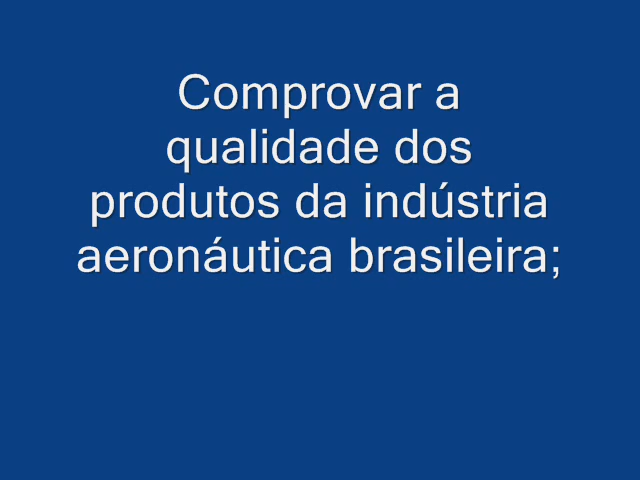 Comprovar a
qualidade dos
produtos da indústria
aeronáutica brasileira;